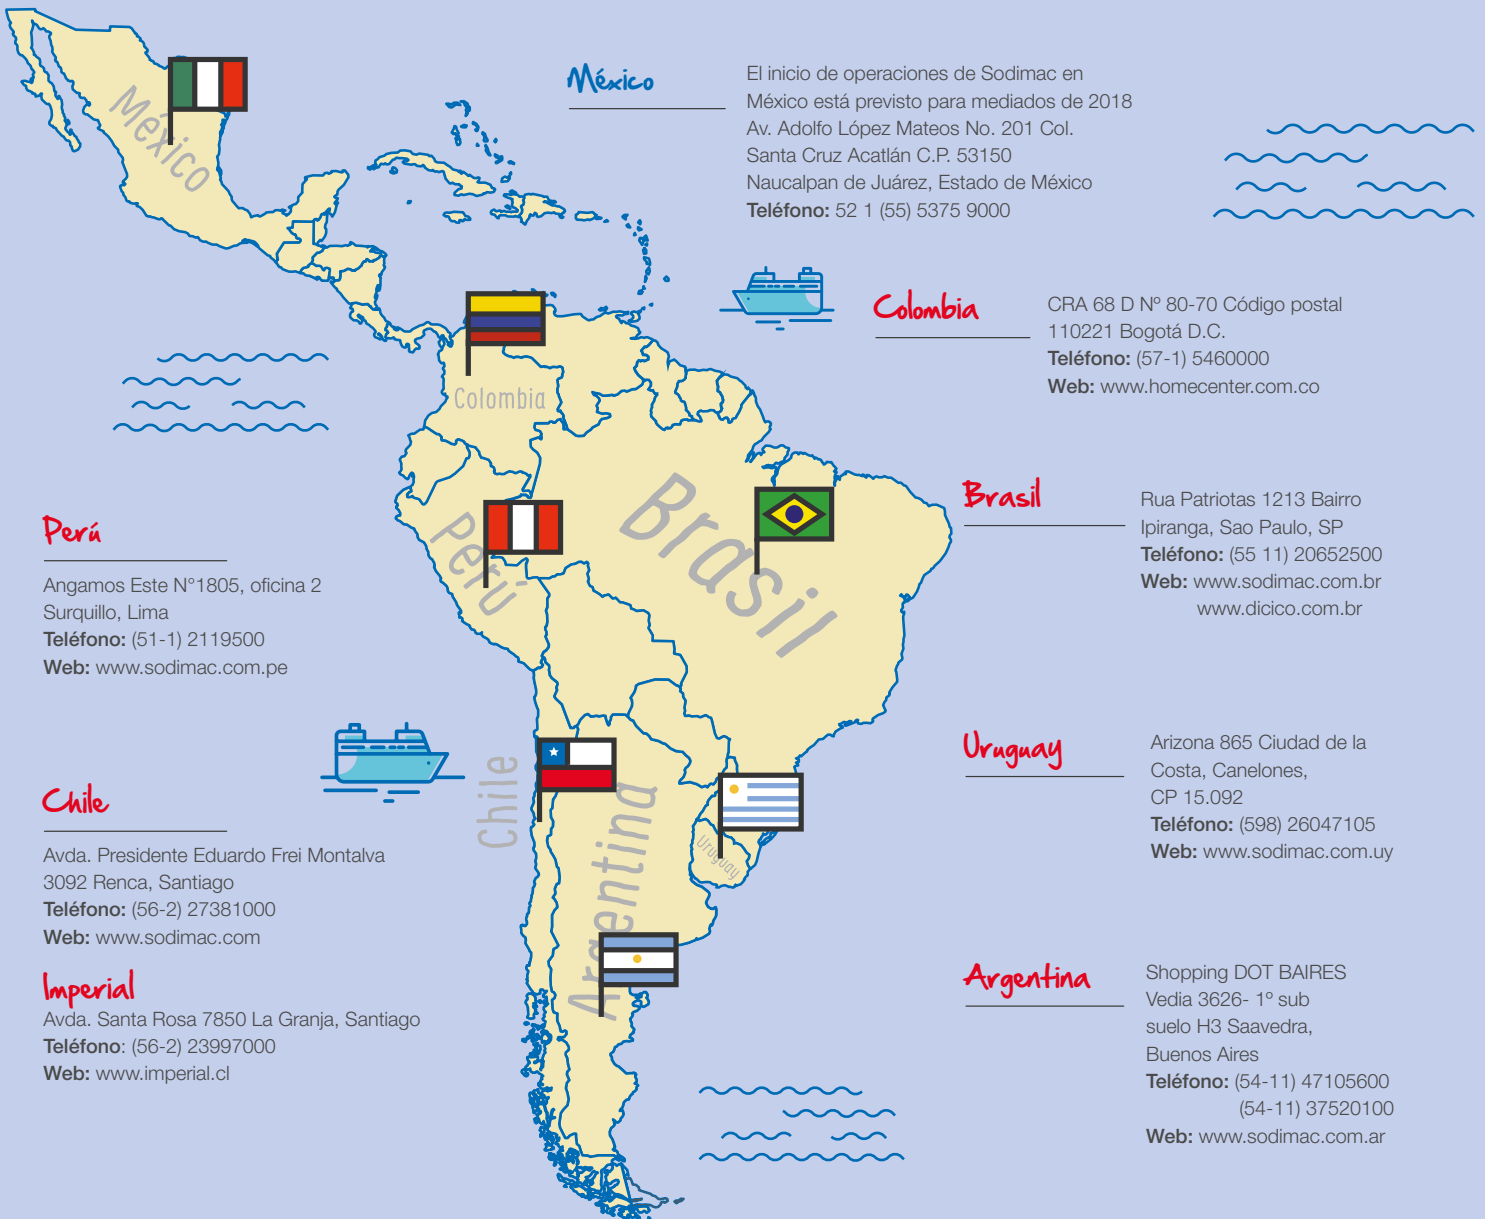 México
El inicio de operaciones de Sodimac en
México está previsto para mediados de 2018
Av. Adolfo López Mateos No. 201 Col.
Santa Cruz Acatlán C.P. 53150
Naucalpan de Juárez, Estado de México
Teléfono: 52 1 (55) 5375 9000
México
Colombia
CRA 68 D Nº 80-70 Código postal
110221 Bogotá D.C.
Teléfono: (57-1) 5460000
Web: www.homecenter.com.co
Colombia
Brasil
Rua Patriotas 1213 Bairro
Ipiranga, Sao Paulo, SP
Teléfono: (55 11) 20652500
Web: www.sodimac.com.br
www.dicico.com.br
Brasil
Perú
Perú
Angamos Este N°1805, oficina 2
Surquillo, Lima
Teléfono: (51-1) 2119500
Web: www.sodimac.com.pe
Uruguay
Arizona 865 Ciudad de la
Costa, Canelones,
CP 15.092
Teléfono: (598) 26047105
Web: www.sodimac.com.uy
Uruguay
Chile
Chile
Avda. Presidente Eduardo Frei Montalva
3092 Renca, Santiago
Teléfono: (56-2) 27381000
Web: www.sodimac.com
Imperial
Avda. Santa Rosa 7850 La Granja, Santiago
Teléfono: (56-2) 23997000
Web: www.imperial.cl
Argentina
Argentina
Shopping DOT BAIRES
Vedia 3626- 1º sub
suelo H3 Saavedra,
Buenos Aires
Teléfono: (54-11) 47105600
(54-11) 37520100
Web: www.sodimac.com.ar